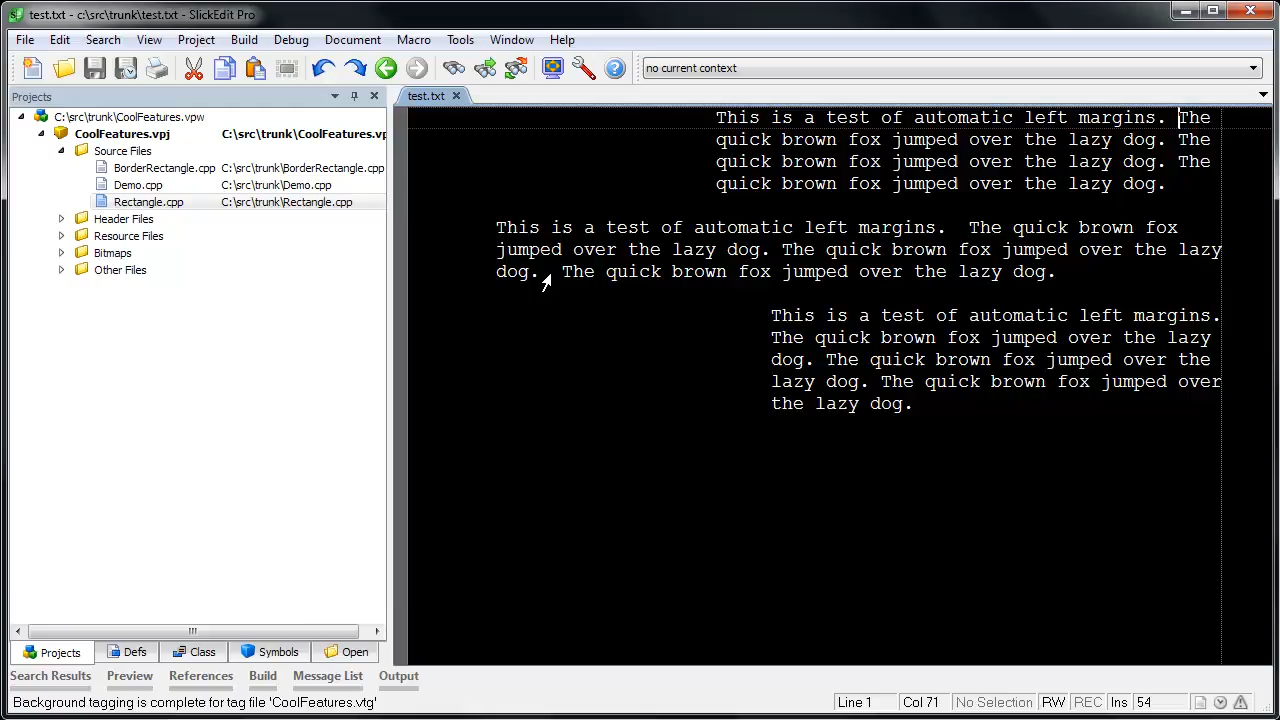 test.txt - c:\src\trunk\test.txt - SlickEdit Pro
File Edit Search View Project Build Debug Document Macro Tools Window Help
no current context
Projects
test.txt
C:\src\trunk\CoolFeatures.vpw
CoolFeatures.vpj C:\src\trunk\CoolFeatures.vp
Source Files
BorderRectangle.cpp C:\src\trunk\BorderRectangle.cpp
Demo.cpp C:\src\trunk\Demo.cpp
Rectangle.cpp C:\src\trunk\Rectangle.cpp
Header Files
Resource Files
Bitmaps
Other Files
This is a test of automatic left margins. The
quick brown fox jumped over the lazy dog. The
quick brown fox jumped over the lazy dog. The
quick brown fox jumped over the lazy dog.
This is a test of automatic left margins.  The quick brown fox
jumped over the lazy dog. The quick brown fox jumped over the lazy
dog.  The quick brown fox jumped over the lazy dog.
This is a test of automatic left margins.
The quick brown fox jumped over the lazy
dog. The quick brown fox jumped over the
lazy dog. The quick brown fox jumped over
the lazy dog.
Projects Defs Class Symbols Open
Search Results Preview References Build Message List Output
Background tagging is complete for tag file 'CoolFeatures.vtg' Line 1 Col 71 No Selection RW REC Ins 54